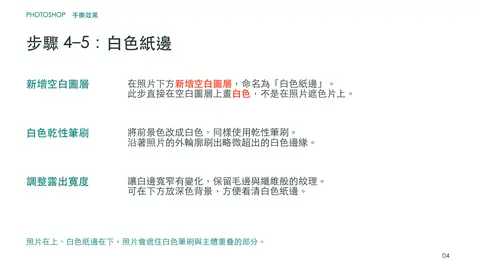 PHOTOSHOP 手撕效果
步驟 4–5：白色紙邊
新增空白圖層
在照片下方新增空白圖層，命名為「白色紙邊」。
此步直接在空白圖層上畫白色，不是在照片遮色片上。
白色乾性筆刷
將前景色改成白色，同樣使用乾性筆刷。
沿著照片的外輪廓刷出略微超出的白色邊緣。
調整露出寬度
讓白邊寬窄有變化，保留毛邊與纖維般的紋理。
可在下方放深色背景，方便看清白色紙邊。
照片在上，白色紙邊在下。照片會遮住白色筆刷與主體重疊的部分。
04